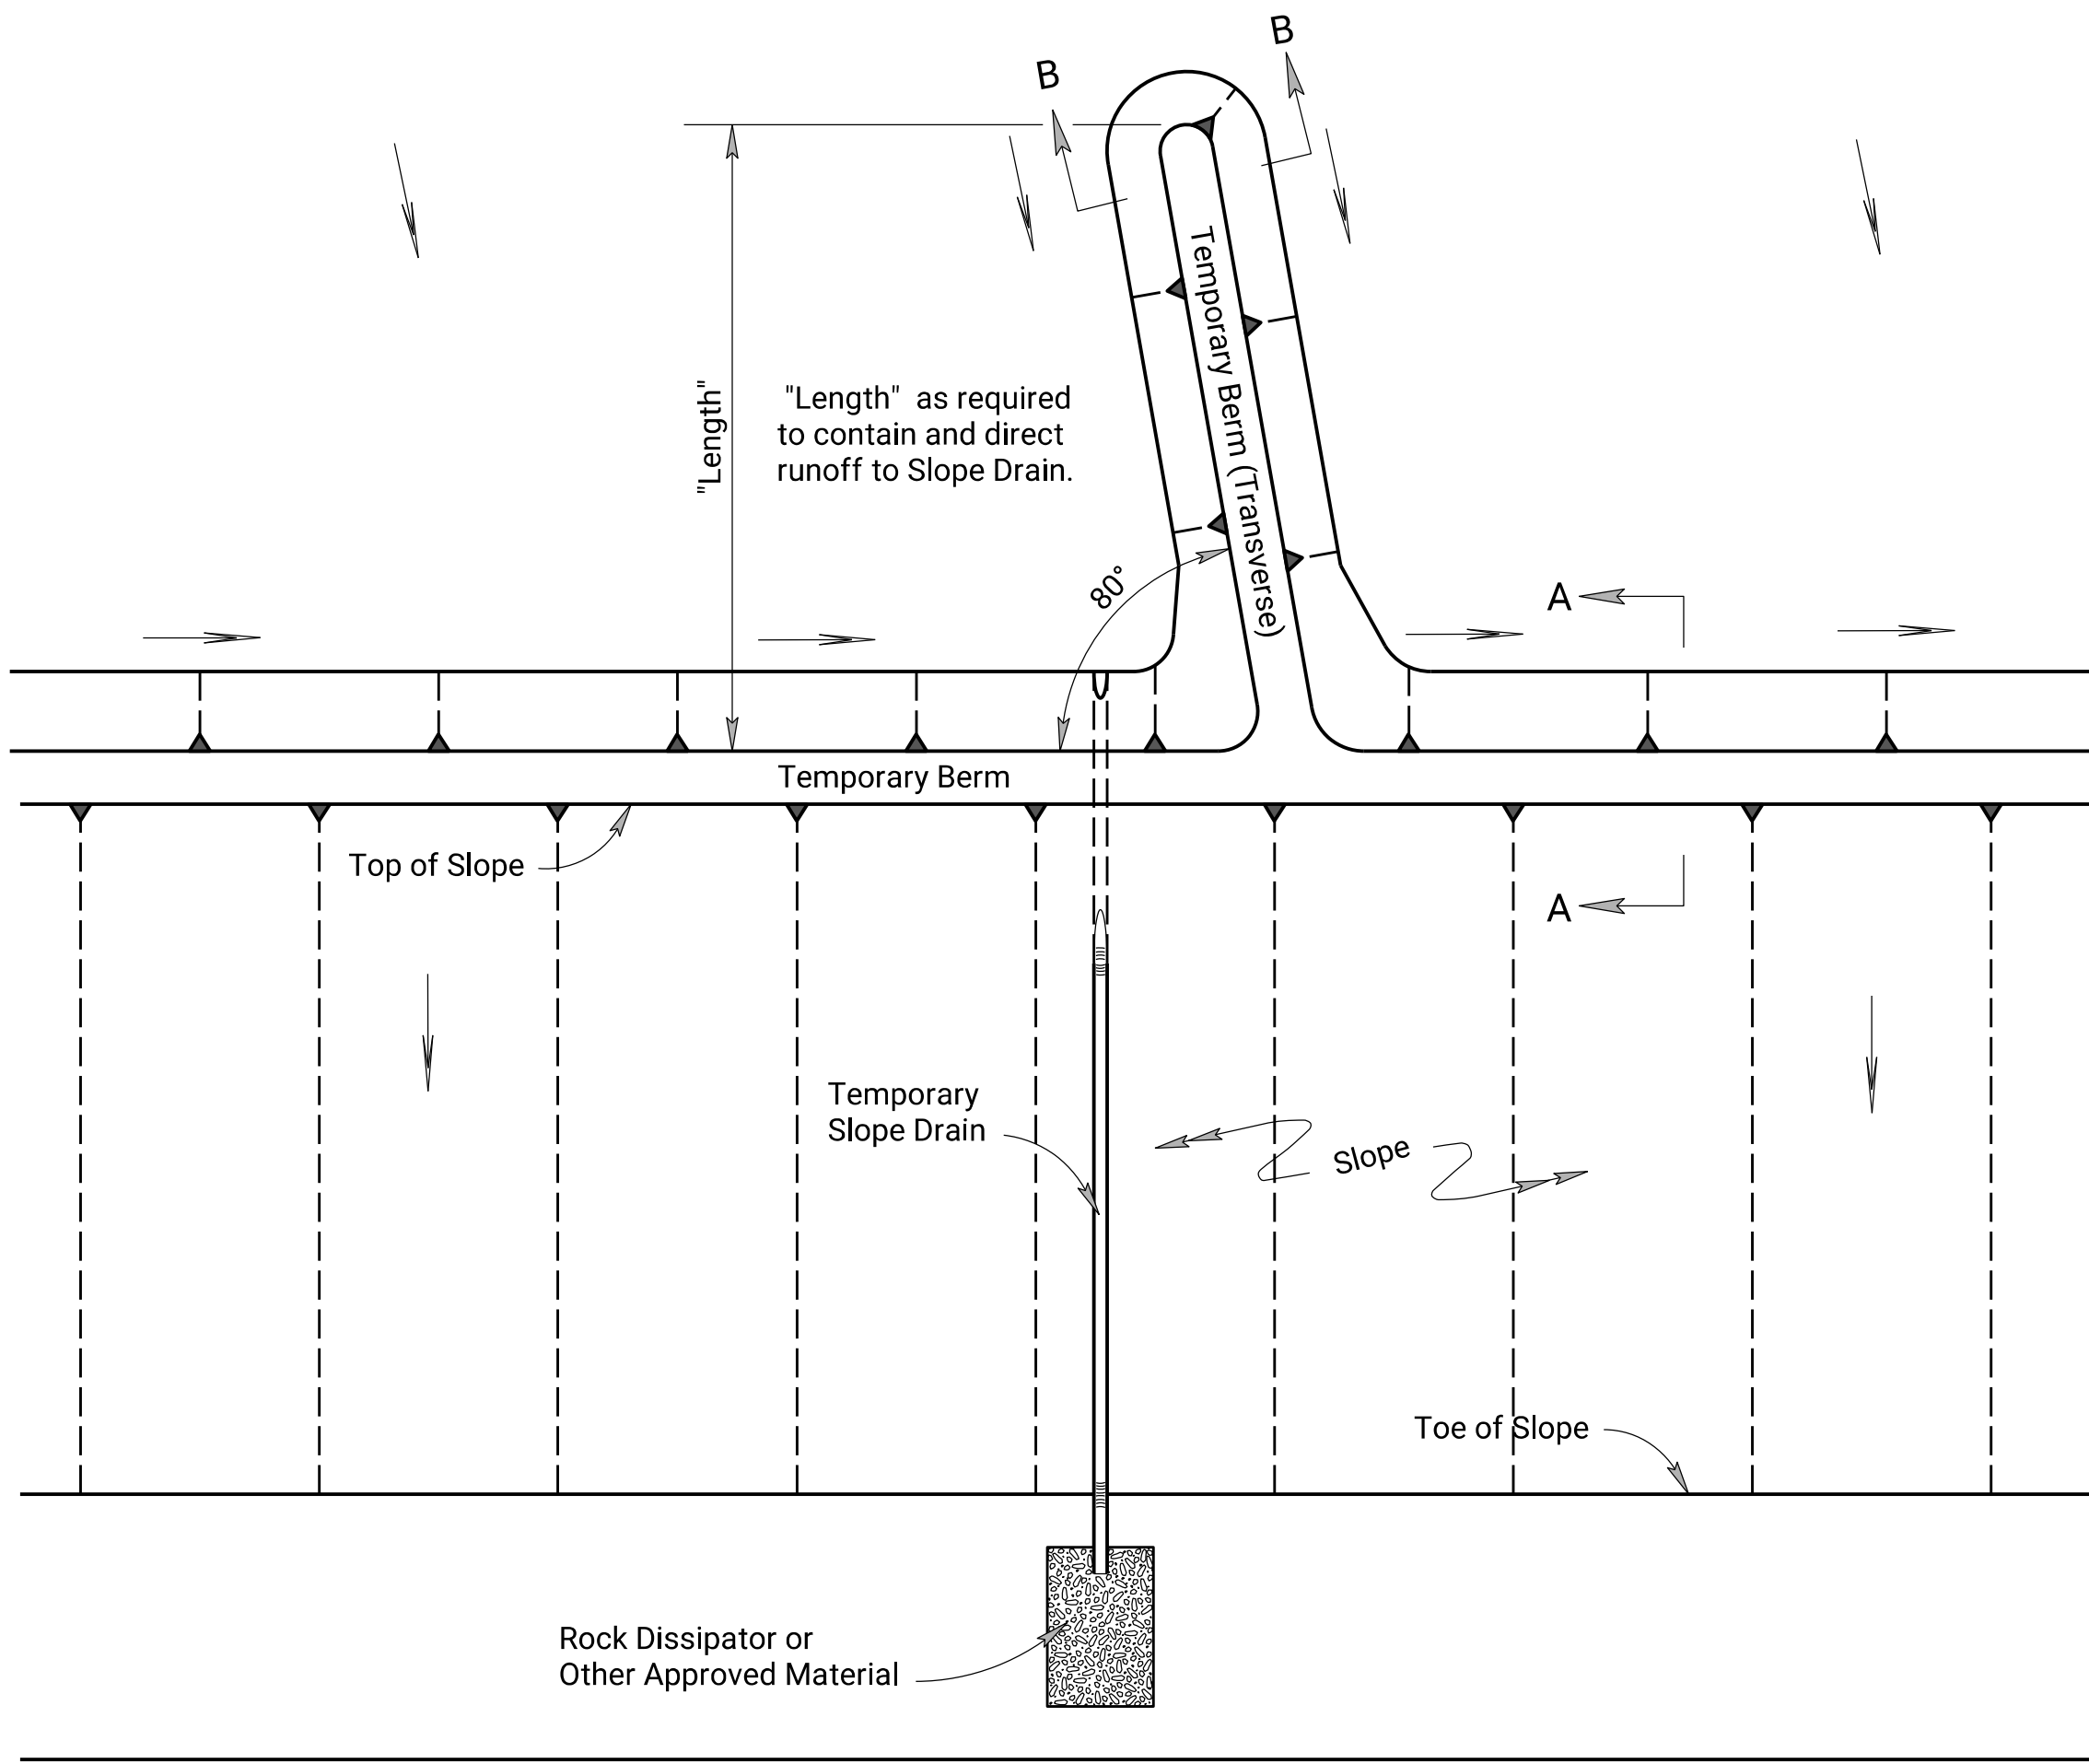 B
B
"Length"
"Length"  as required
to contain and direct
runoff to Slope Drain.
Temporary Berm (Transverse)
80°
A
Temporary Berm
Top of Slope
A
Temporary
Slope Drain
Slope
Toe of Slope
Rock Dissipator or
Other Approved Material